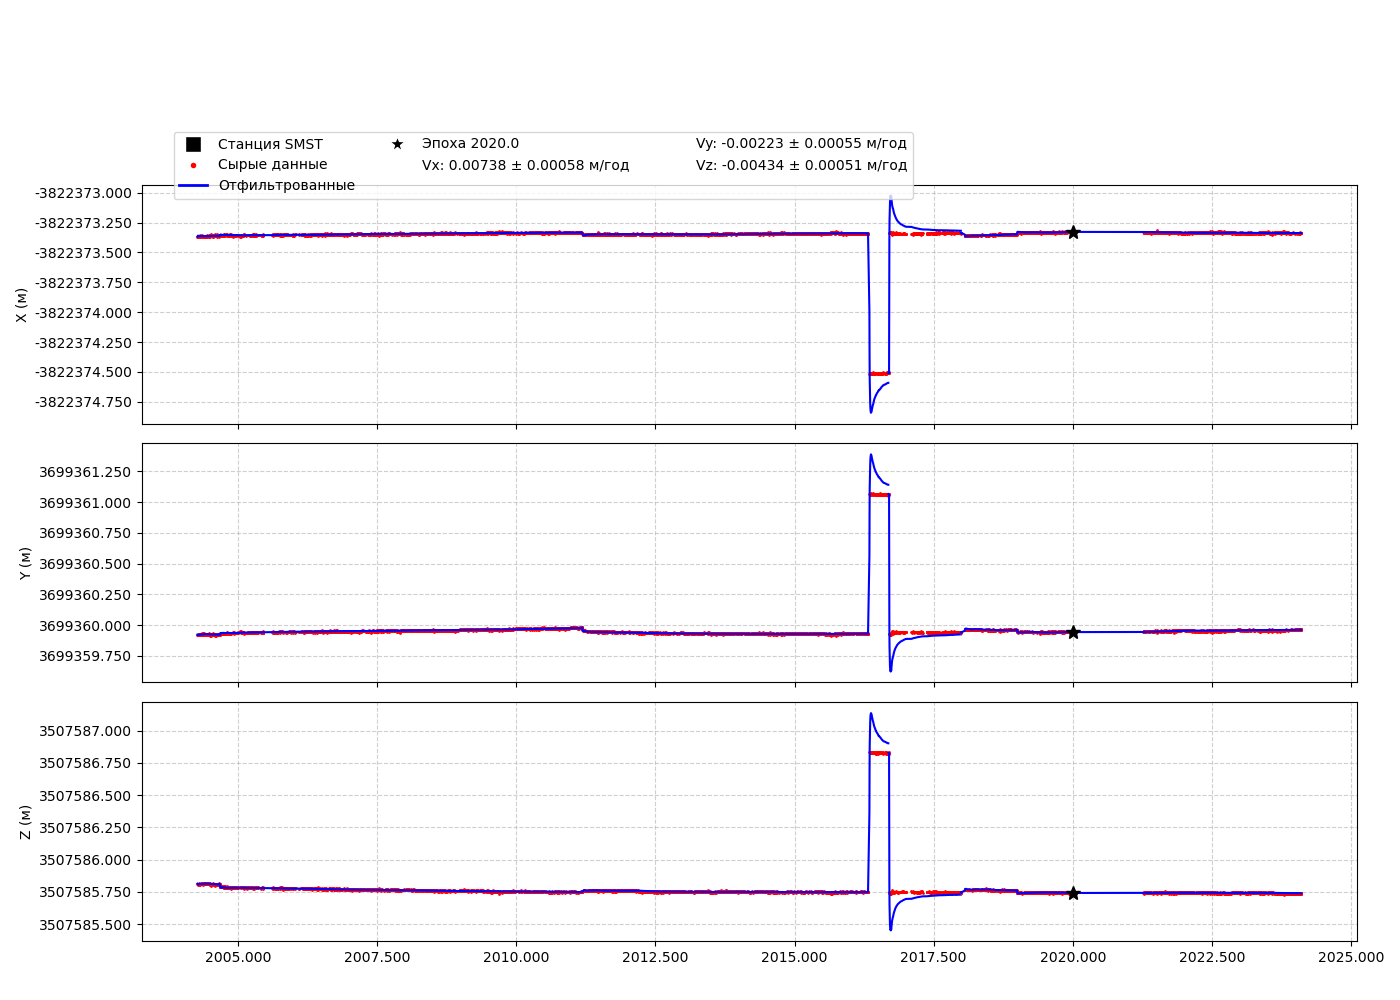 Станция SMST
Сырые данные
Отфильтрованные
Эпоха 2020.0
Vx: 0.00738 ± 0.00058 м/год
Vy: -0.00223 ± 0.00055 м/год
Vz: -0.00434 ± 0.00051 м/год
X (м)
-3822373.000
-3822373.250
-3822373.500
-3822373.750
-3822374.000
-3822374.250
-3822374.500
-3822374.750
Y (м)
3699361.250
3699361.000
3699360.750
3699360.500
3699360.250
3699360.000
3699359.750
Z (м)
3507587.000
3507586.750
3507586.500
3507586.250
3507586.000
3507585.750
3507585.500
2005.000 2007.500 2010.000 2012.500 2015.000 2017.500 2020.000 2022.500 2025.000